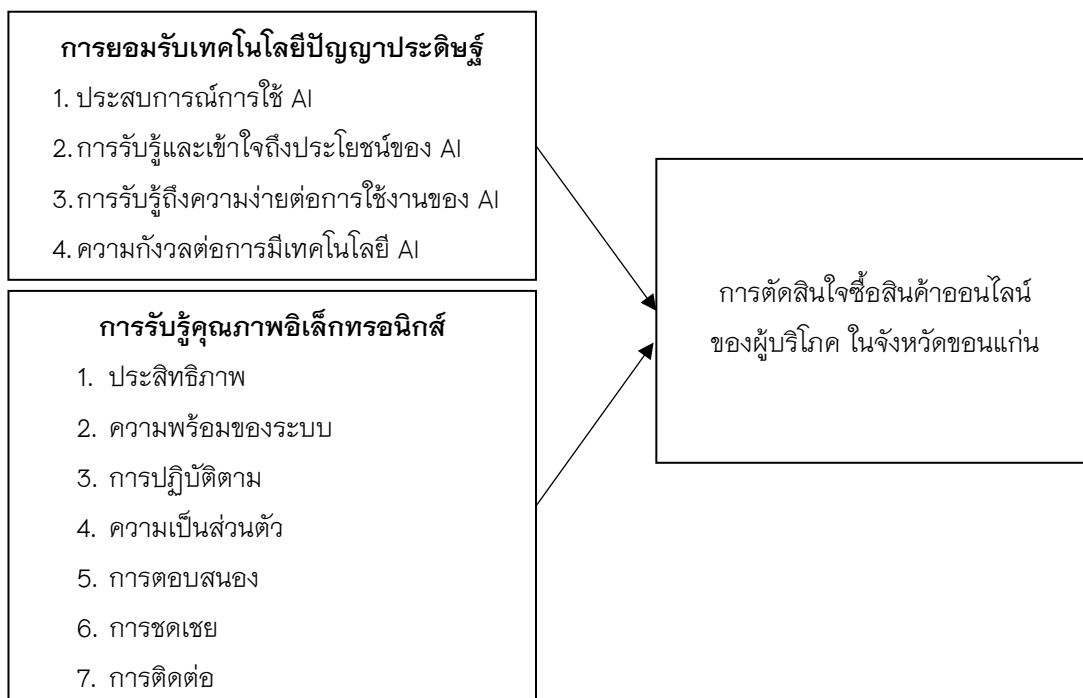 การยอมรับเทคโนโลยีปัญญาประดิษฐ์
1. ประสบการณ์การใช้ AI
2. การรับรู้และเข้าใจถึงประโยชน์ของ AI
3. การรับรู้ถึงความง่ายต่อการใช้งานของ AI
4. ความกังวลต่อการมีเทคโนโลยี AI
การรับรู้คุณภาพอิเล็กทรอนิกส์
1. ประสิทธิภาพ
2. ความพร้อมของระบบ
3. การปฏิบัติตาม
4. ความเป็นส่วนตัว
5. การตอบสนอง
6. การชดเชย
7. การติดต่อ
การตัดสินใจซื้อสินค้าออนไลน์
ของผู้บริโภค ในจังหวัดขอนแก่น